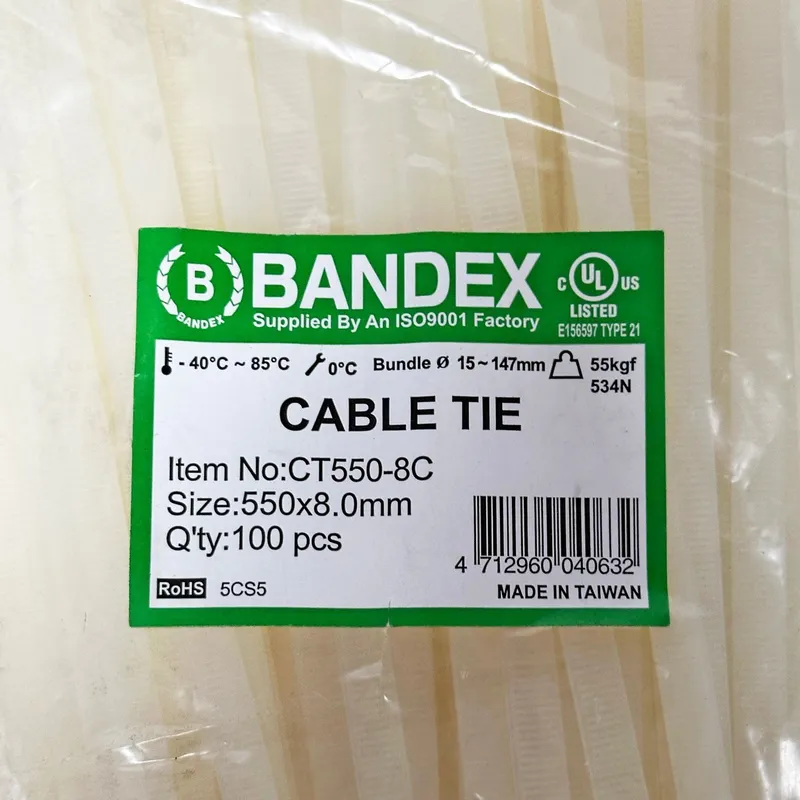 B
BANDEX
BANDEX
Supplied By An ISO9001 Factory
C UL US
LISTED
E156597 TYPE 21
- 40°C ~ 85°C 0°C Bundle Ø 15~147mm 55kgf
534N
CABLE TIE
Item No:CT550-8C
Size:550x8.0mm
Q'ty:100 pcs
4 712960 040632
RoHS 5CS5
MADE IN TAIWAN